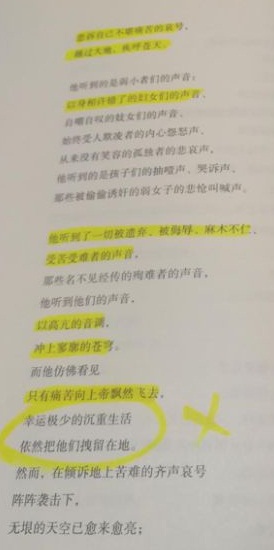 悲诉自己不堪痛苦的哀号，
越过大地，疾呼苍天。
他听到的是弱小者们的声音：
以身相许错了的妇女们的声音、
自嘲自叹的妓女们的声音、
始终受人欺凌者的内心怨怒声、
从来没有笑容的孤独者的悲哀声，
他听到的是孩子们的抽噎声、哭诉声、
那些被偷偷诱奸的弱女子的悲怆叫喊声。
他听到了一切被遗弃、被侮辱、麻木不仁、
受苦受难者的声音，
那些名不见经传的殉难者的声音，
他听到他们的声音，
以高亢的音调，
冲上寥廓的苍穹。
而他仿佛看见
只有痛苦向上帝飘然飞去，
幸运极少的沉重生活
依然把他们拽留在地。
然而，在倾诉地上苦难的齐声哀号
阵阵袭击下，
无垠的天空已愈来愈亮；